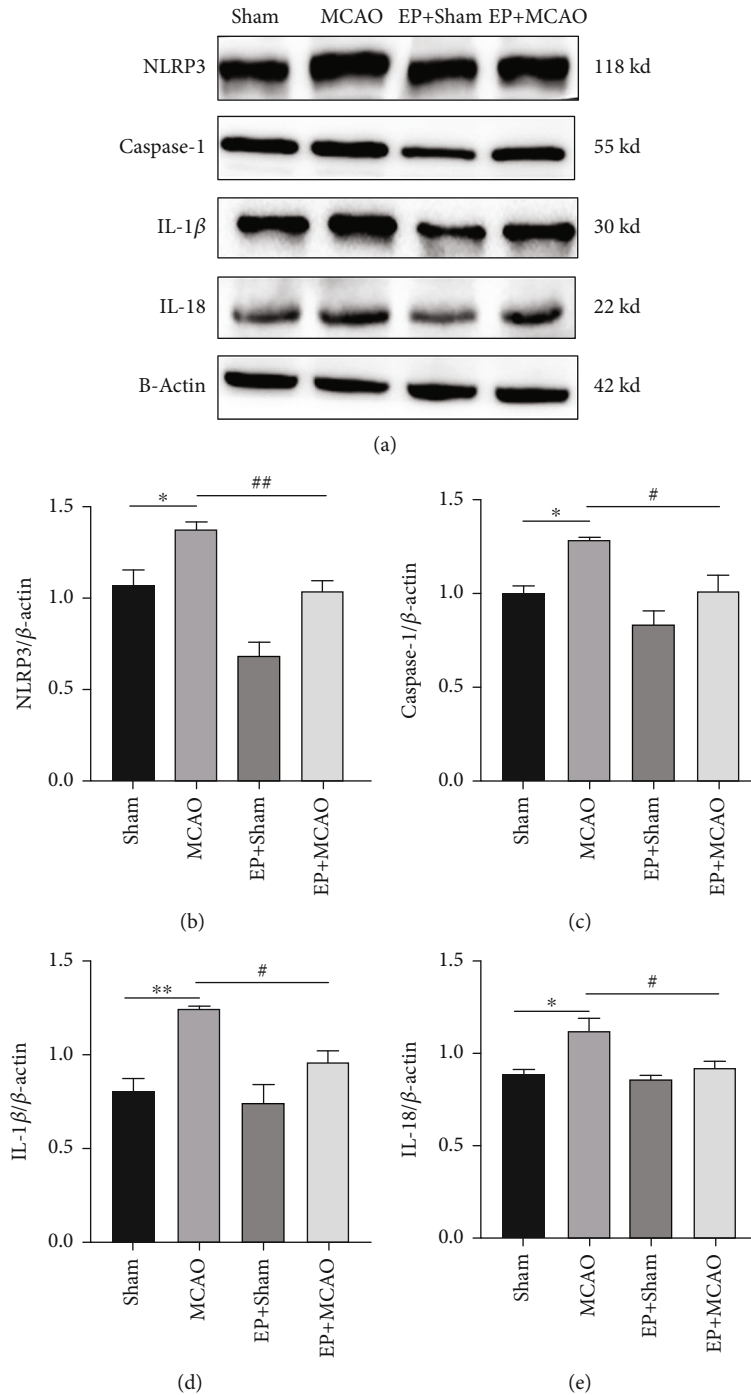 Sham MCAO EP+Sham EP+MCAO
NLRP3 118 kd
Caspase-1 55 kd
IL-1β 30 kd
IL-18 22 kd
B-Actin 42 kd
(a)
NLRP3/β-actin
1.5
1.0
0.5
0.0
* ##
Sham
MCAO
EP+Sham
EP+MCAO
(b)
Caspase-1/β-actin
1.5
1.0
0.5
0.0
* #
Sham
MCAO
EP+Sham
EP+MCAO
(c)
IL-1β/β-actin
1.5
1.0
0.5
0.0
** #
Sham
MCAO
EP+Sham
EP+MCAO
(d)
IL-18/β-actin
1.5
1.0
0.5
0.0
* #
Sham
MCAO
EP+Sham
EP+MCAO
(e)